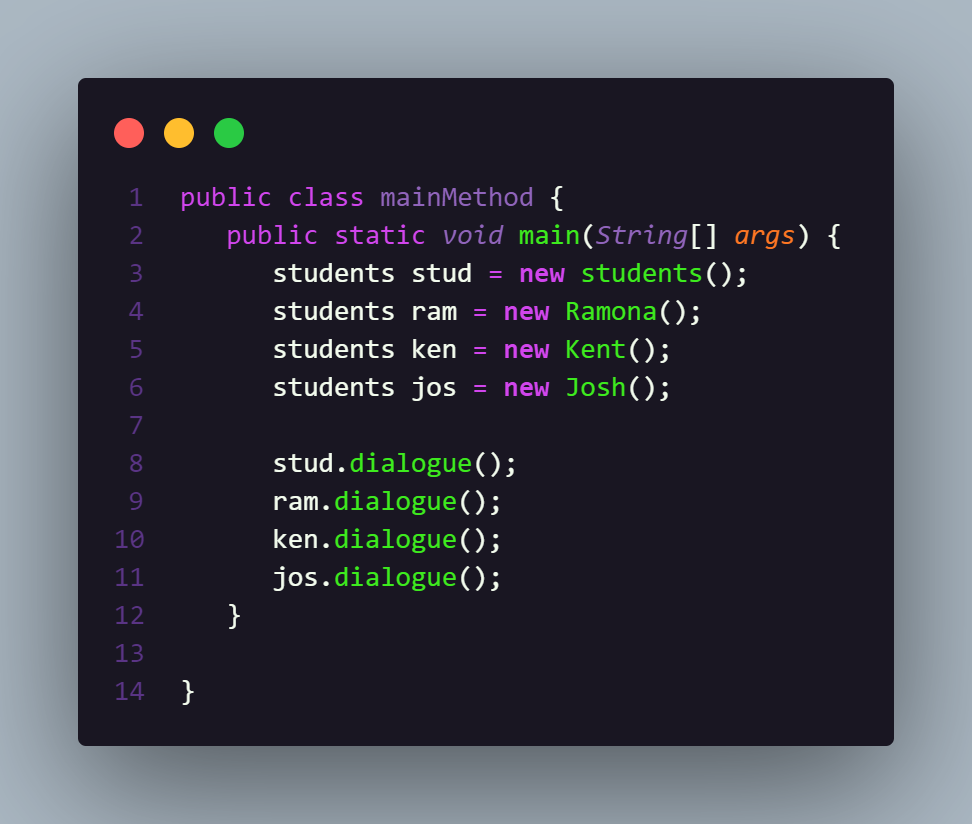 1 public class mainMethod {
2 public static void main(String[] args) {
3 students stud = new students();
4 students ram = new Ramona();
5 students ken = new Kent();
6 students jos = new Josh();
7
8 stud.dialogue();
9 ram.dialogue();
10 ken.dialogue();
11 jos.dialogue();
12 }
13
14 }